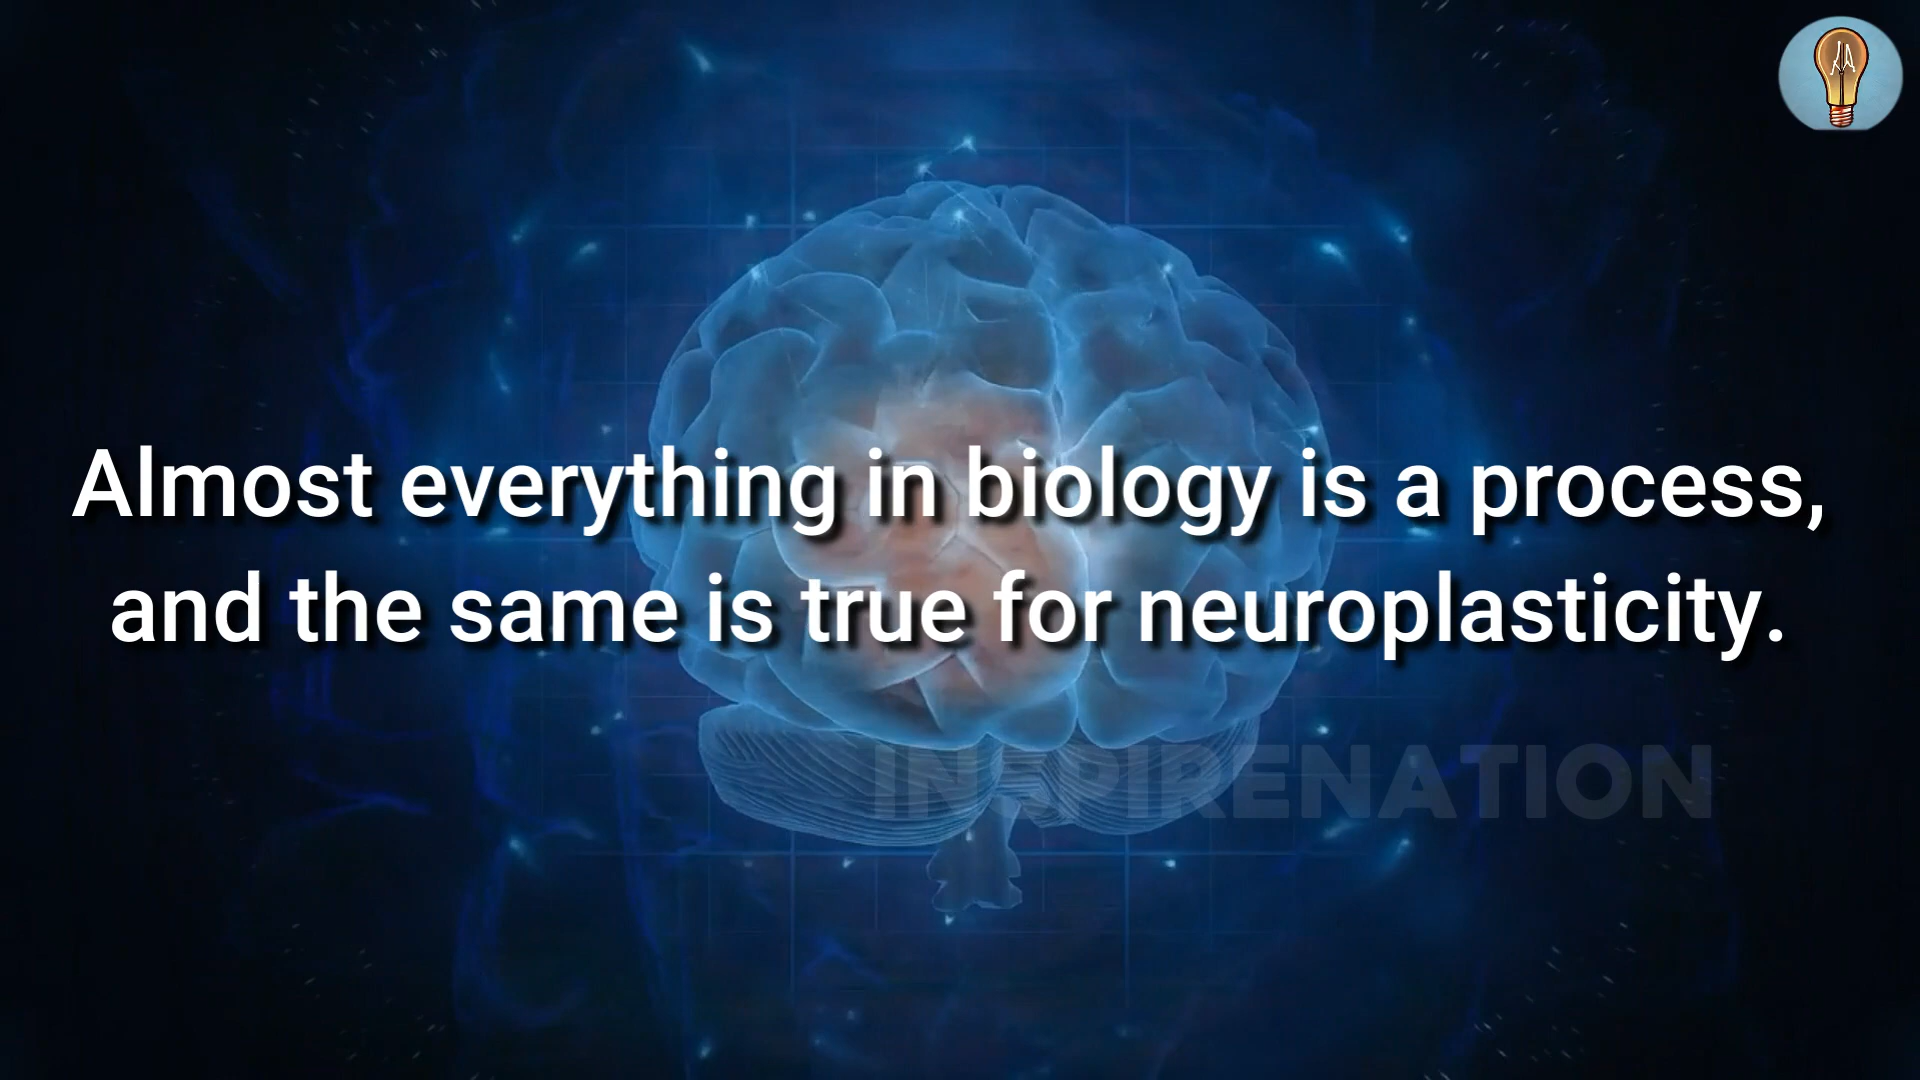 Almost everything in biology is a process,
and the same is true for neuroplasticity.
INSPIRENATION